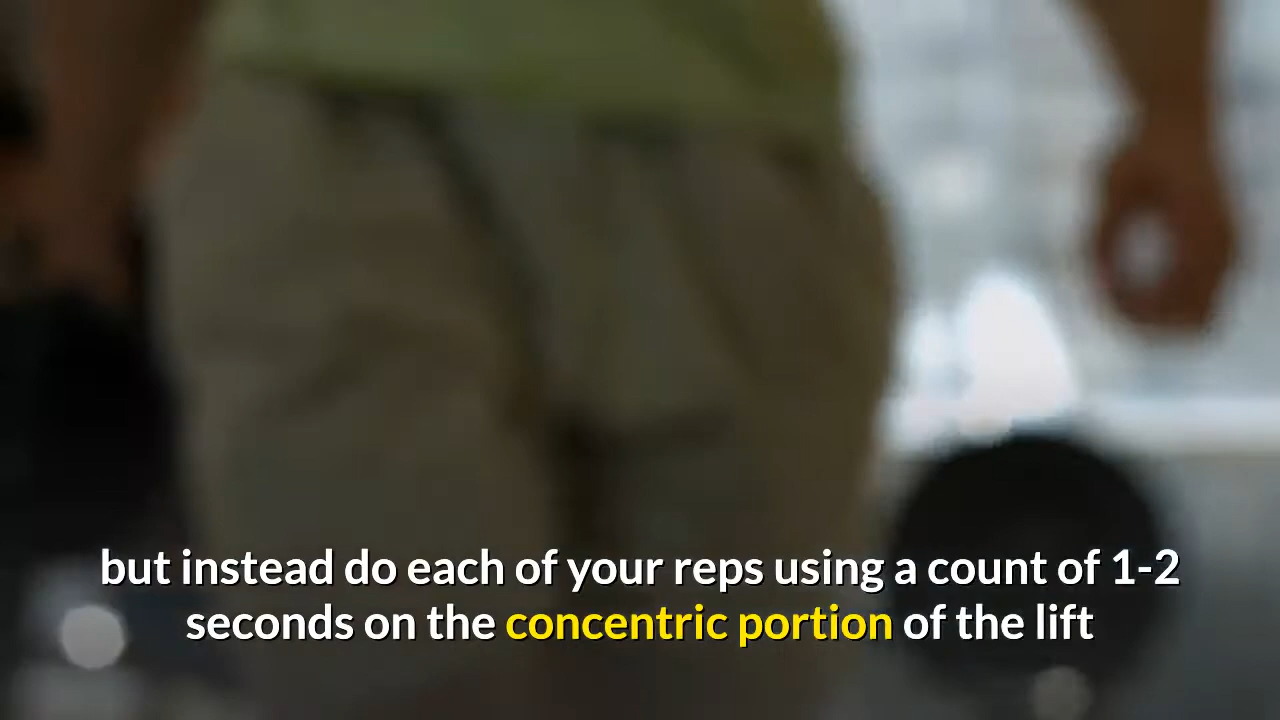 but instead do each of your reps using a count of 1-2
seconds on the concentric portion of the lift